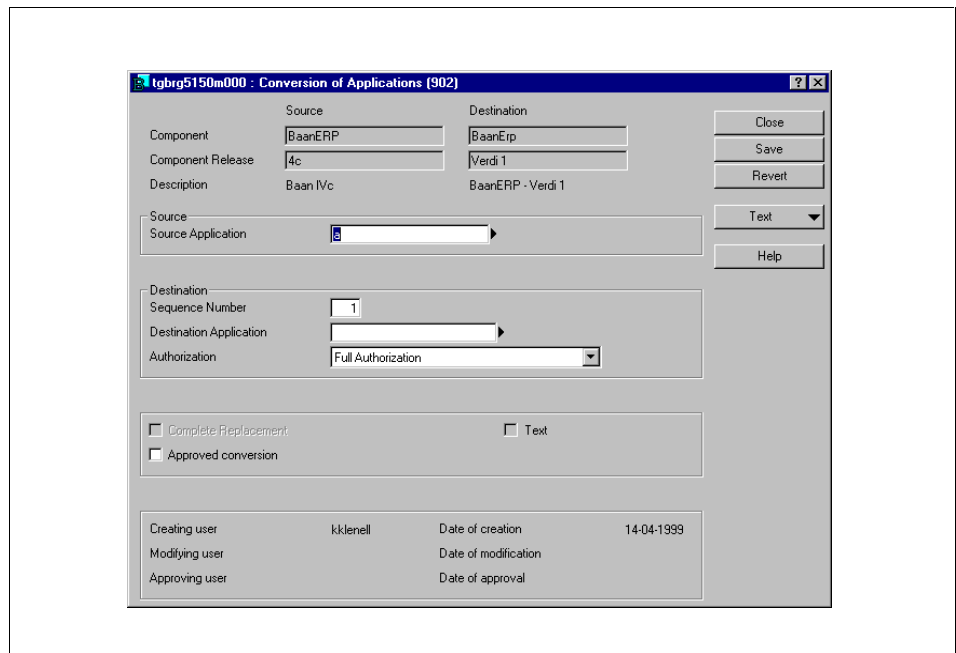 tgbrg5150m000 : Conversion of Applications (902)
Source Destination
Component BaanERP BaanErp
Component Release 4c Verdi 1
Description Baan IVc BaanERP - Verdi 1
Close
Save
Revert
Text
Help
Source
Source Application a
Destination
Sequence Number 1
Destination Application
Authorization Full Authorization
Complete Replacement Text
Approved conversion
Creating user kklenell Date of creation 14-04-1999
Modifying user Date of modification
Approving user Date of approval